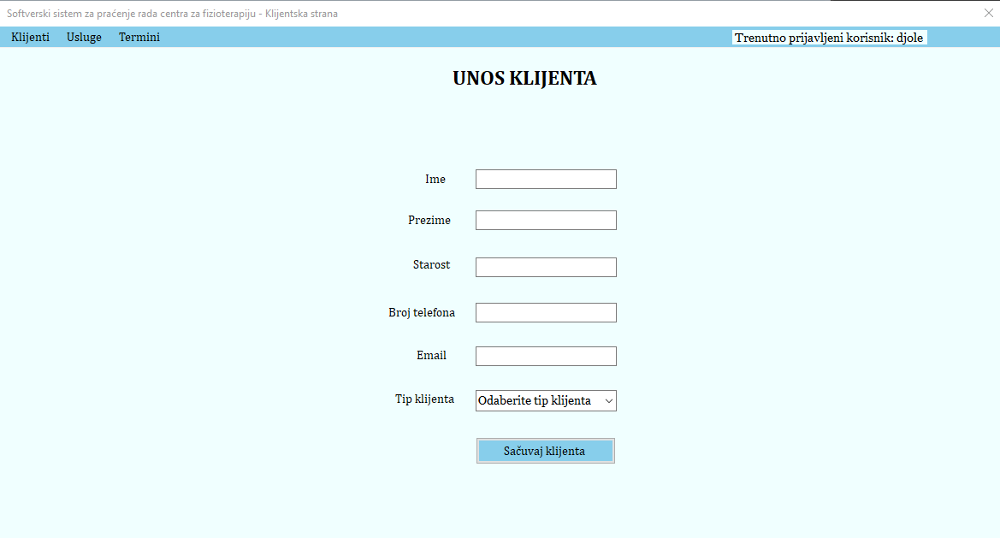 Softverski sistem za praćenje rada centra za fizioterapiju - Klijentska strana
Klijenti Usluge Termini Trenutno prijavljeni korisnik: djole
UNOS KLIJENTA
Ime
Prezime
Starost
Broj telefona
Email
Tip klijenta Odaberite tip klijenta
Sačuvaj klijenta